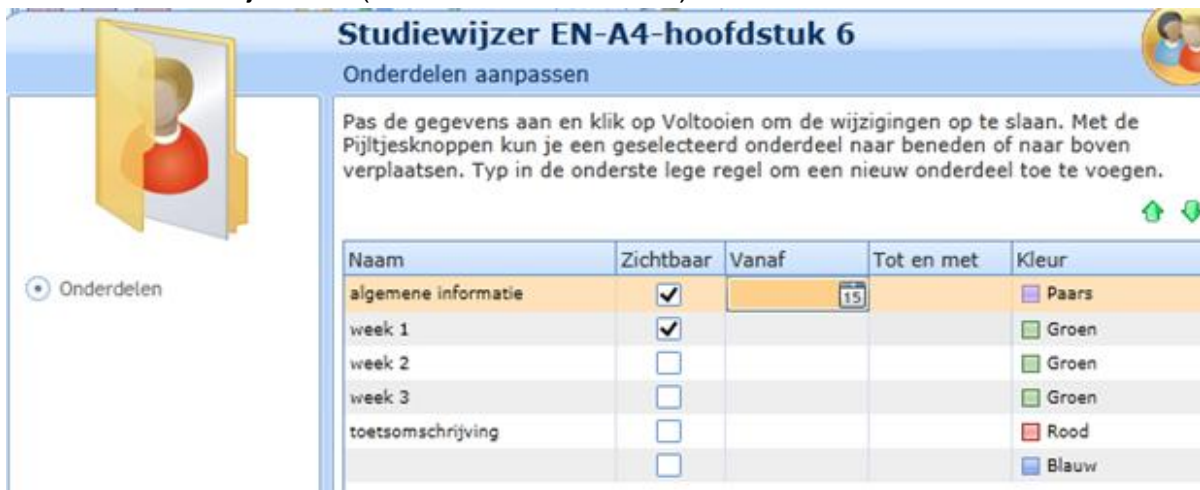 Studiewijzer EN-A4-hoofdstuk 6
Onderdelen aanpassen
Pas de gegevens aan en klik op Voltooien om de wijzigingen op te slaan. Met de
Pijltjesknoppen kun je een geselecteerd onderdeel naar beneden of naar boven
verplaatsen. Typ in de onderste lege regel om een nieuw onderdeel toe te voegen.
Onderdelen
Naam Zichtbaar Vanaf Tot en met Kleur
algemene informatie 15 Paars
week 1 Groen
week 2 Groen
week 3 Groen
toetsomschrijving Rood
Blauw